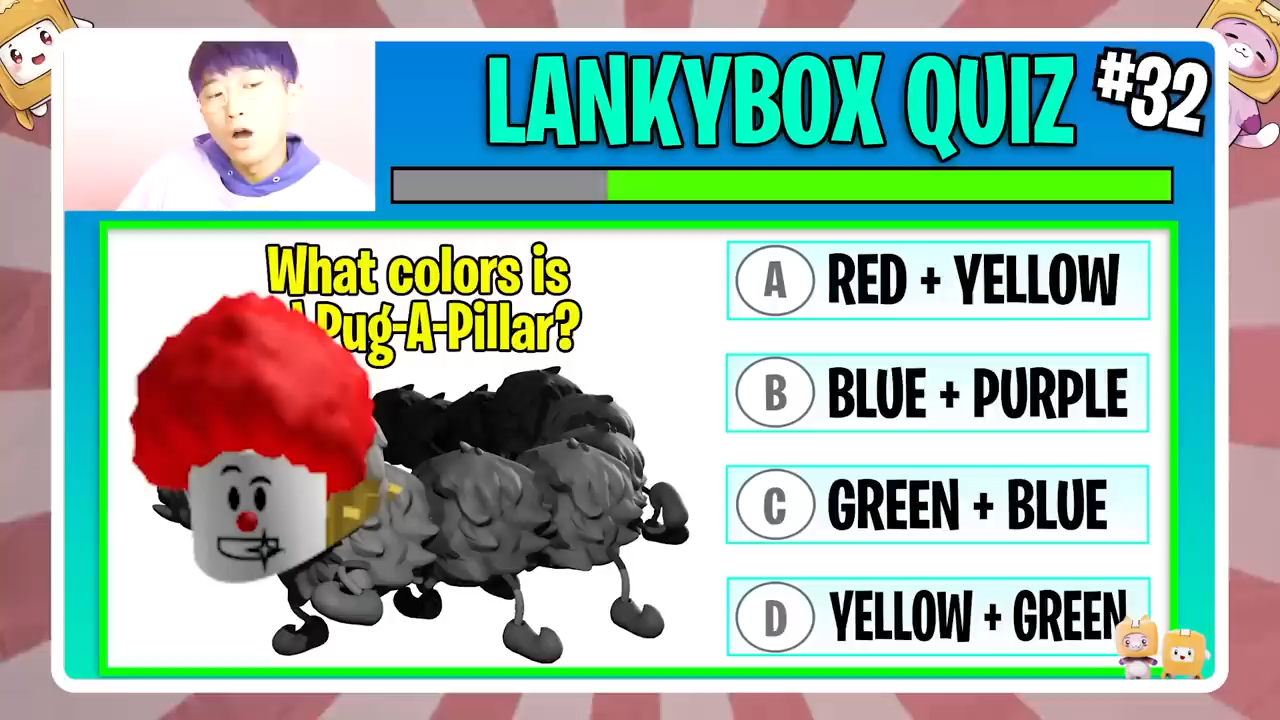 LANKYBOX QUIZ #32
What colors is
A Pug-A-Pillar?
A RED + YELLOW
B BLUE + PURPLE
C GREEN + BLUE
D YELLOW + GREEN